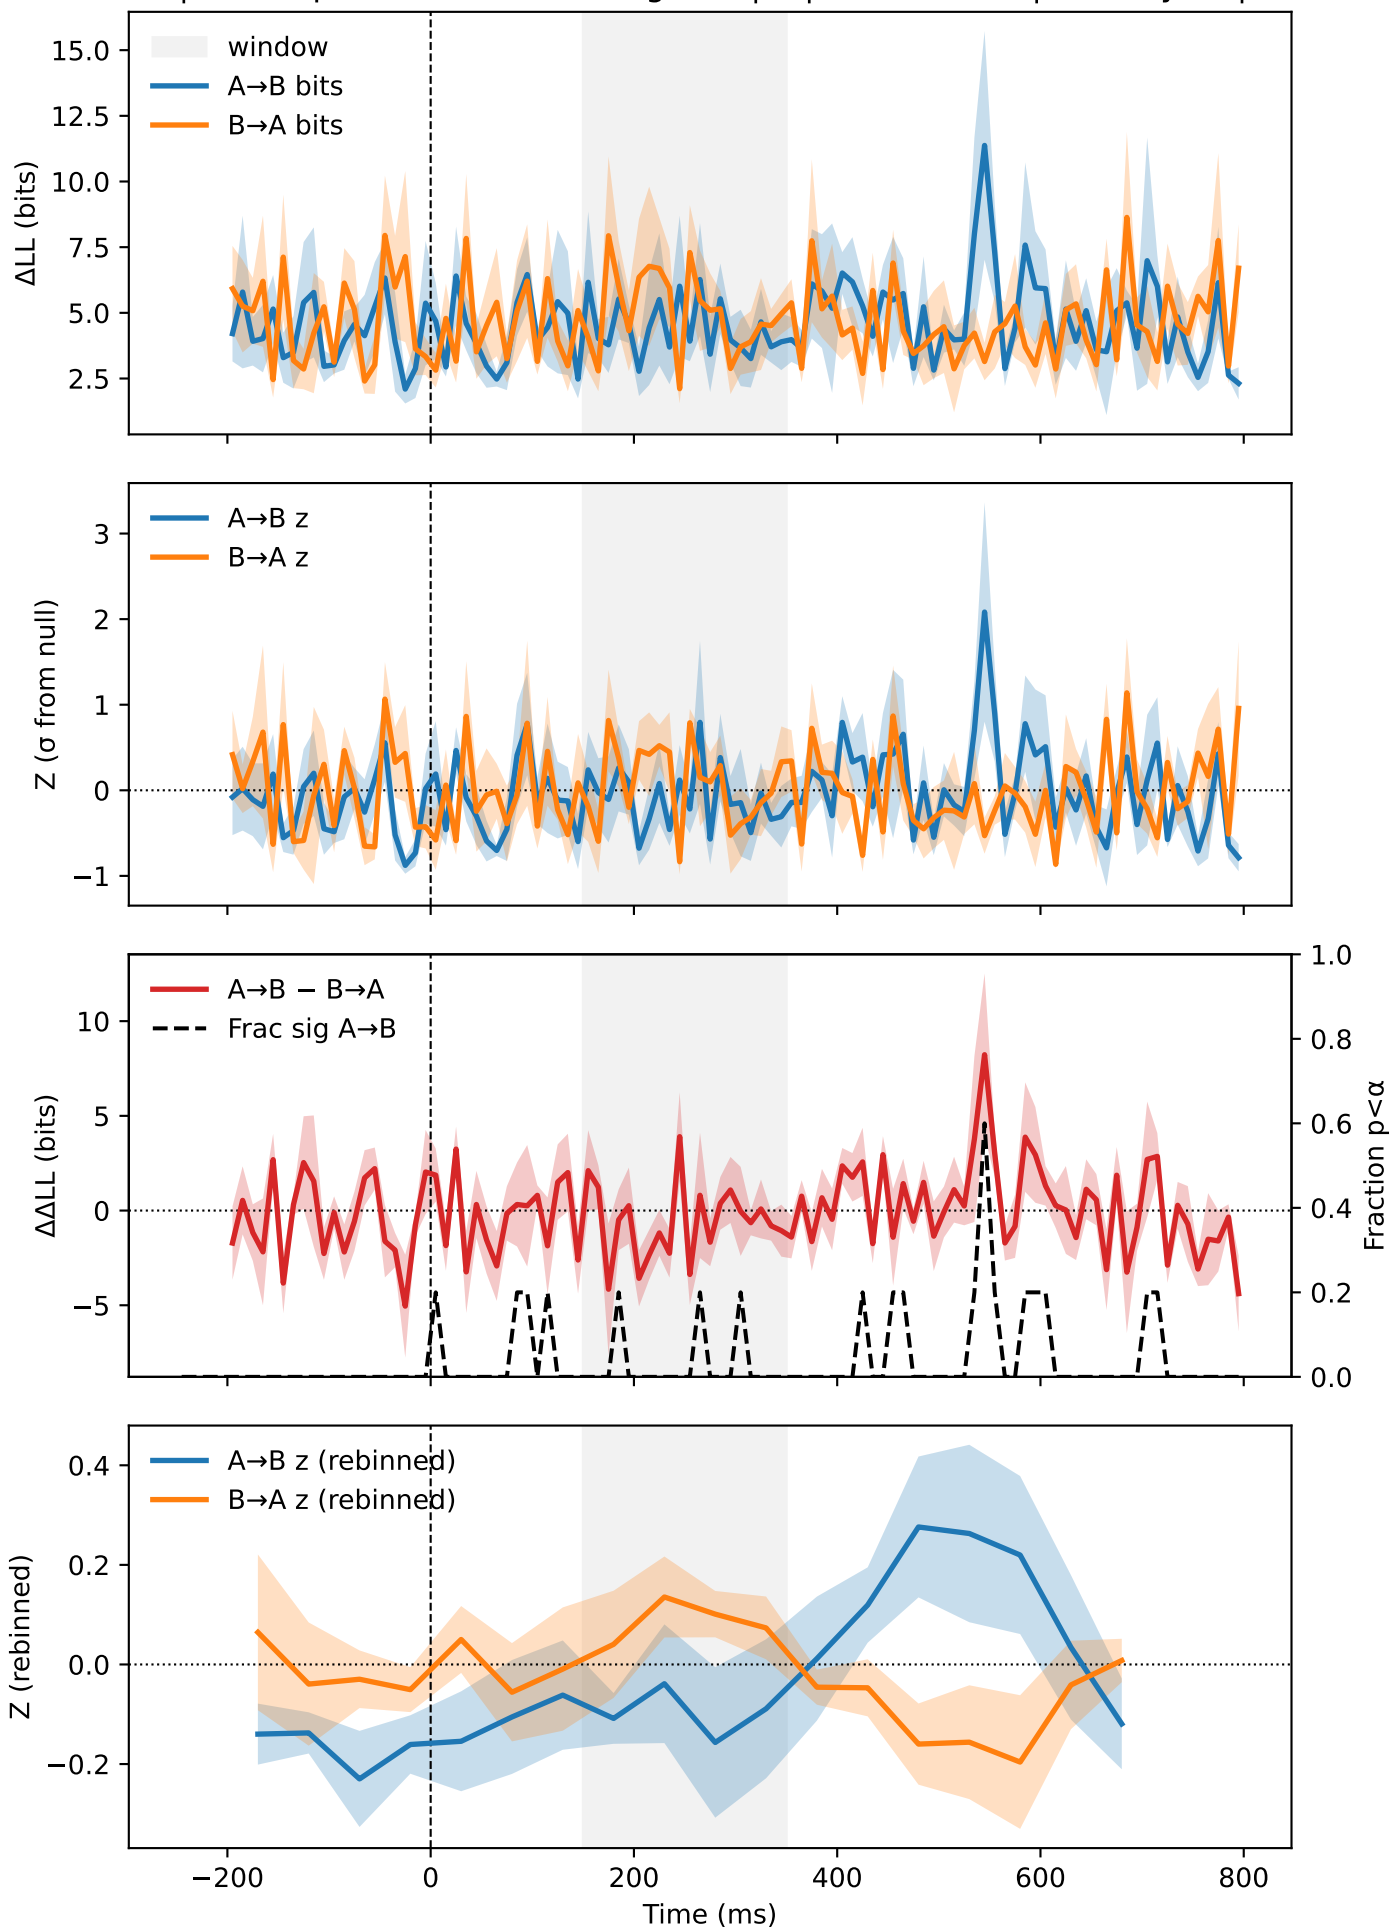 15.0
12.5
10.0
7.5
5.0
2.5
ΔLL (bits)
window
A→B bits
B→A bits
3
2
1
0
−1
Z (σ from null)
A→B z
B→A z
10
5
0
−5
ΔΔLL (bits)
A→B − B→A
Frac sig A→B
1.0
0.8
0.6
0.4
0.2
0.0
Fraction p<α
0.4
0.2
0.0
−0.2
Z (rebinned)
A→B z (rebinned)
B→A z (rebinned)
−200
0
200
400
600
800
Time (ms)